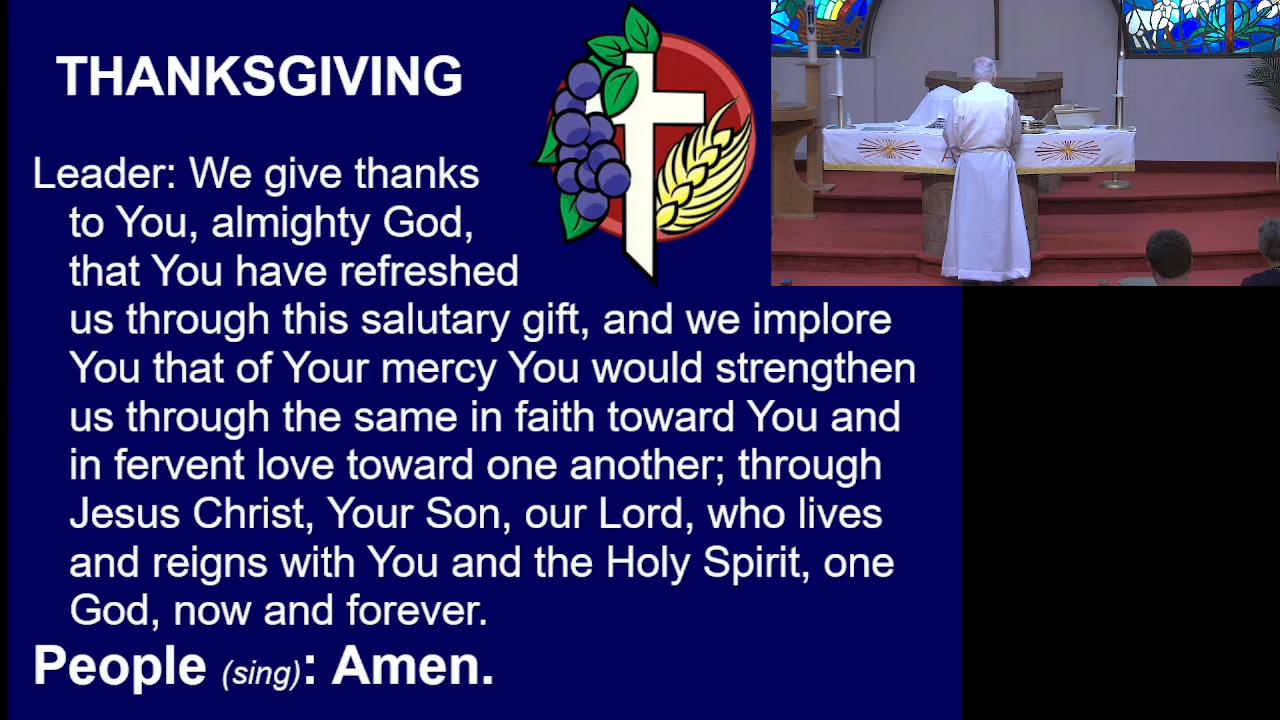 THANKSGIVING
Leader: We give thanks
to You, almighty God,
that You have refreshed
us through this salutary gift, and we implore
You that of Your mercy You would strengthen
us through the same in faith toward You and
in fervent love toward one another; through
Jesus Christ, Your Son, our Lord, who lives
and reigns with You and the Holy Spirit, one
God, now and forever.
People (sing): Amen.